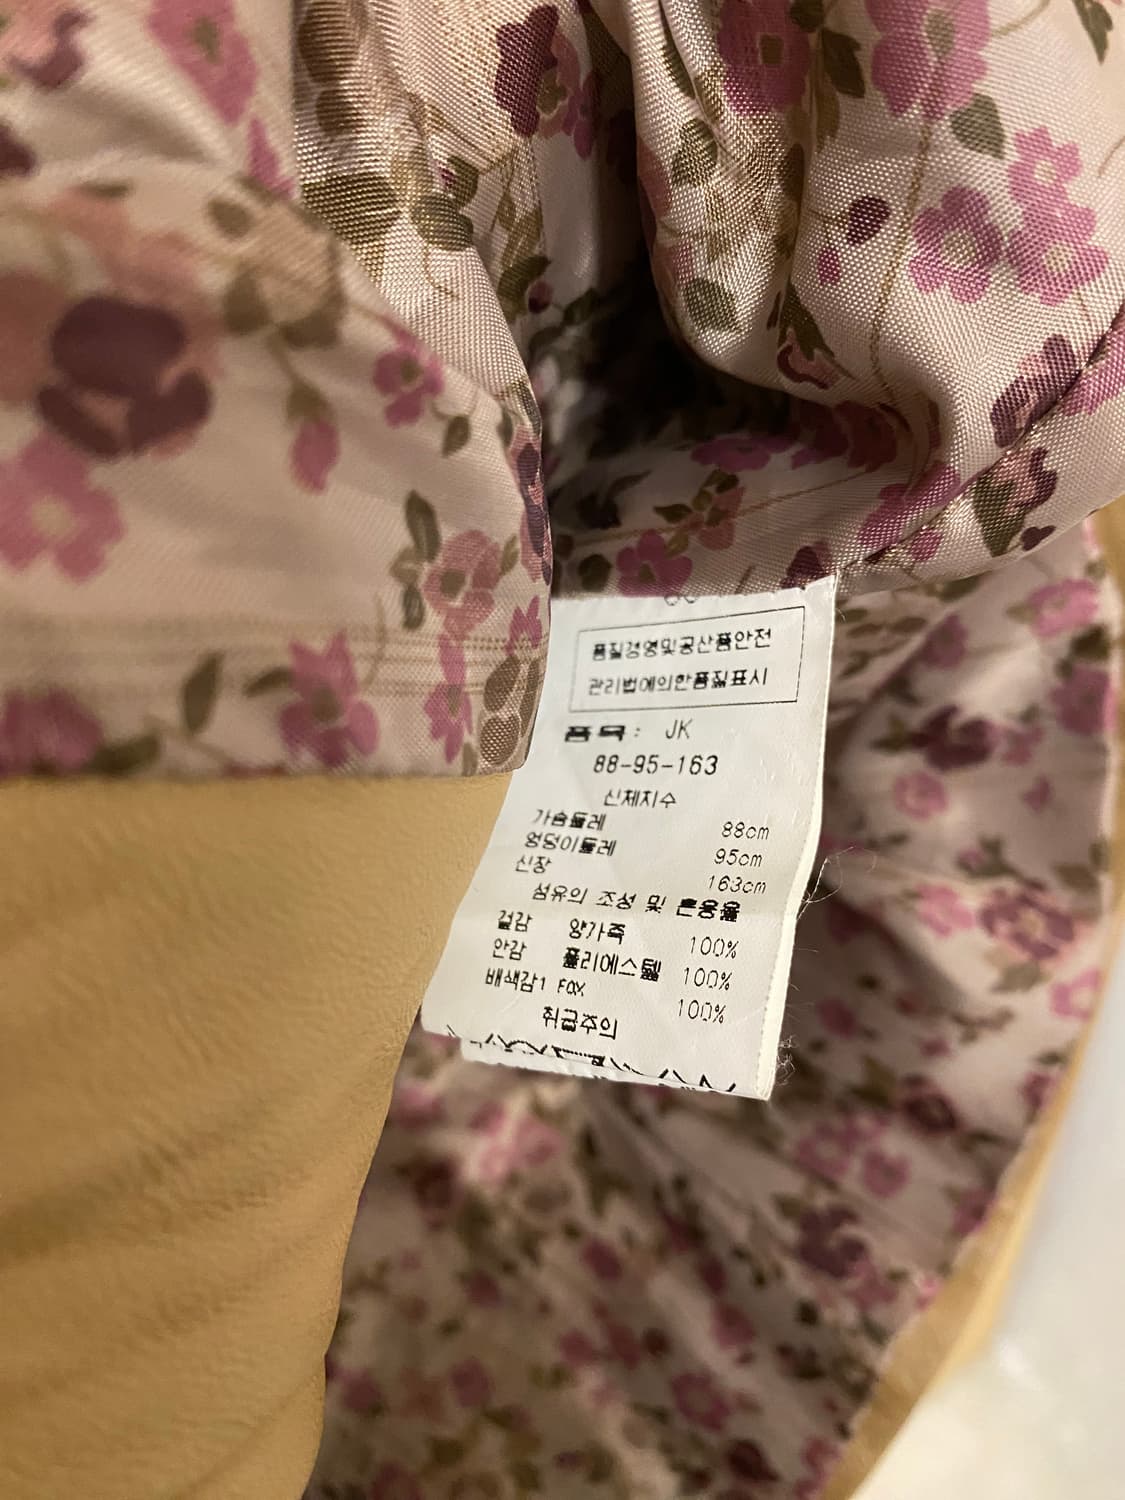 품질경영및공산품안전
관리법에의한품질표시
품목: JK
88-95-163
신체지수
가슴둘레 88cm
엉덩이둘레 95cm
신장 163cm
섬유의 조성 및 혼용율
겉감 양가죽 100%
안감 폴리에스텔 100%
배색감1 FOX 100%
취급주의